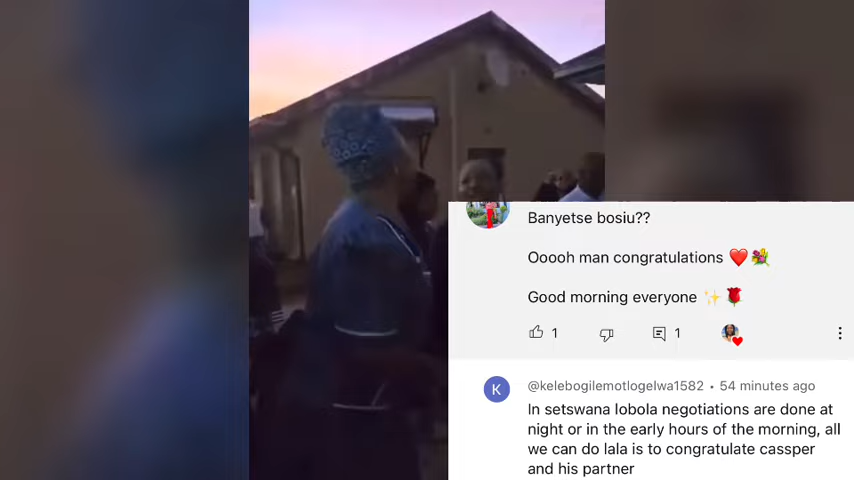 Banyetse bosiu??
Ooooh man congratulations ❤️💐
Good morning everyone ✨🌹
1
1
K
@kelebogilemotlogelwa1582 • 54 minutes ago
In setswana lobola negotiations are done at
night or in the early hours of the morning, all
we can do lala is to congratulate cassper
and his partner